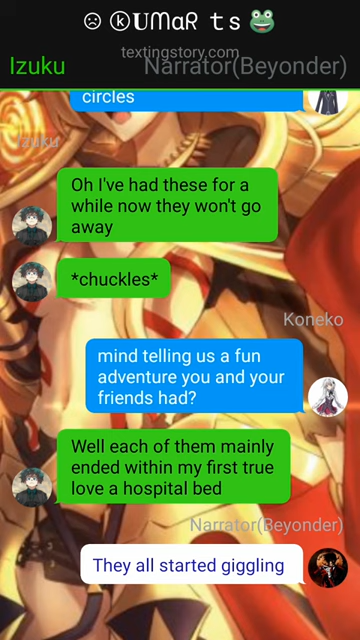 ☹ ⓚUᗰaR ts 🐸
textingstory.com
Izuku
Narrator(Beyonder)
circles
Izuku
Oh I've had these for a
while now they won't go
away
*chuckles*
Koneko
mind telling us a fun
adventure you and your
friends had?
Well each of them mainly
ended within my first true
love a hospital bed
Narrator(Beyonder)
They all started giggling